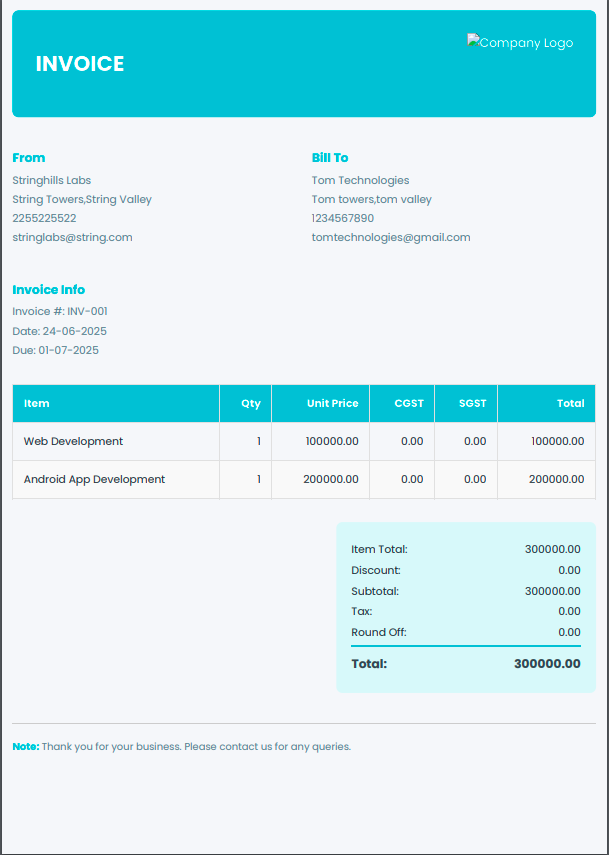 INVOICE
Company Logo
From
Stringhills Labs
String Towers,String Valley
2255225522
stringlabs@string.com
Bill To
Tom Technologies
Tom towers,tom valley
1234567890
tomtechnologies@gmail.com
Invoice Info
Invoice #: INV-001
Date: 24-06-2025
Due: 01-07-2025
Item Qty Unit Price CGST SGST Total
Web Development 1 100000.00 0.00 0.00 100000.00
Android App Development 1 200000.00 0.00 0.00 200000.00
Item Total: 300000.00
Discount: 0.00
Subtotal: 300000.00
Tax: 0.00
Round Off: 0.00
Total: 300000.00
Note: Thank you for your business. Please contact us for any queries.